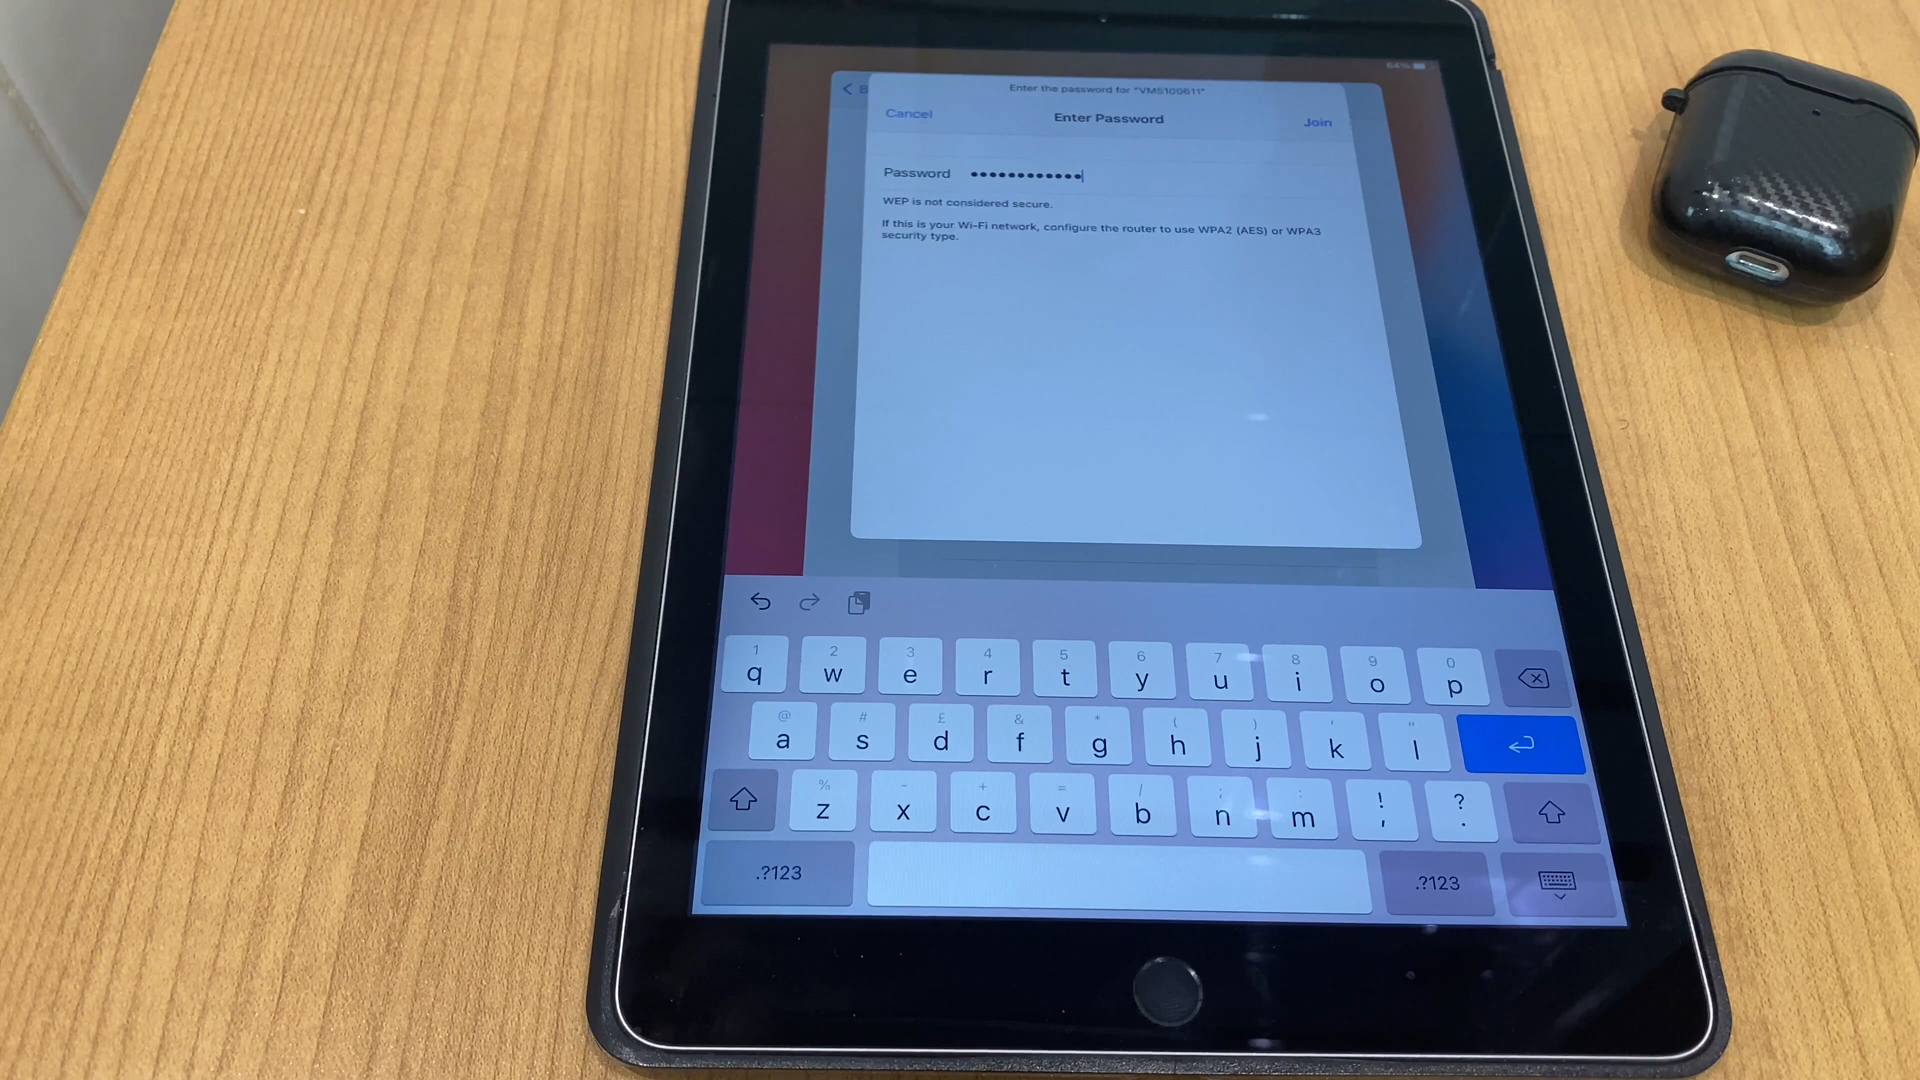 64%
Enter the password for "VM5100611"
Cancel
Enter Password
Join
Password ••••••••••••
WEP is not considered secure.
If this is your Wi-Fi network, configure the router to use WPA2 (AES) or WPA3
security type.
1 2 3 4 5 6 7 8 9 0
q w e r t y u i o p
@ # £ & * ( ) ' "
a s d f g h j k l
% - + = / ; : ! ?
z x c v b n m , .
.?123 .?123